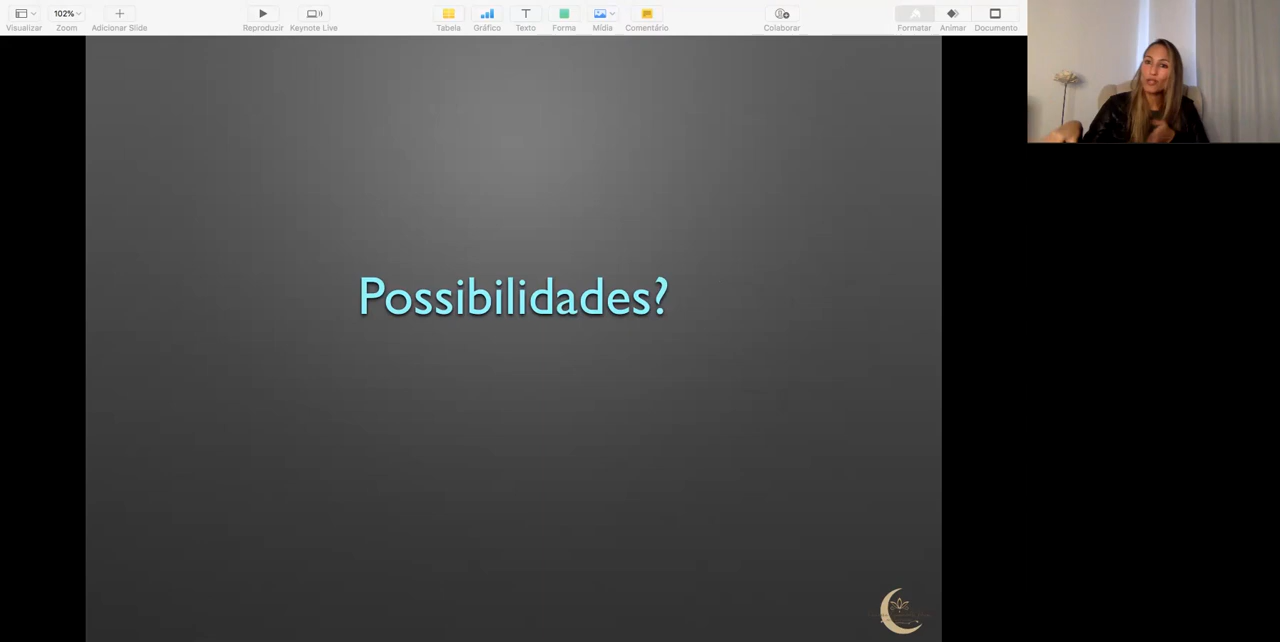 102%
Visualizar
Zoom
Adicionar Slide
Reproduzir
Keynote Live
Tabela
Gráfico
Texto
Forma
Mídia
Comentário
Colaborar
Formatar
Animar
Documento
Possibilidades?